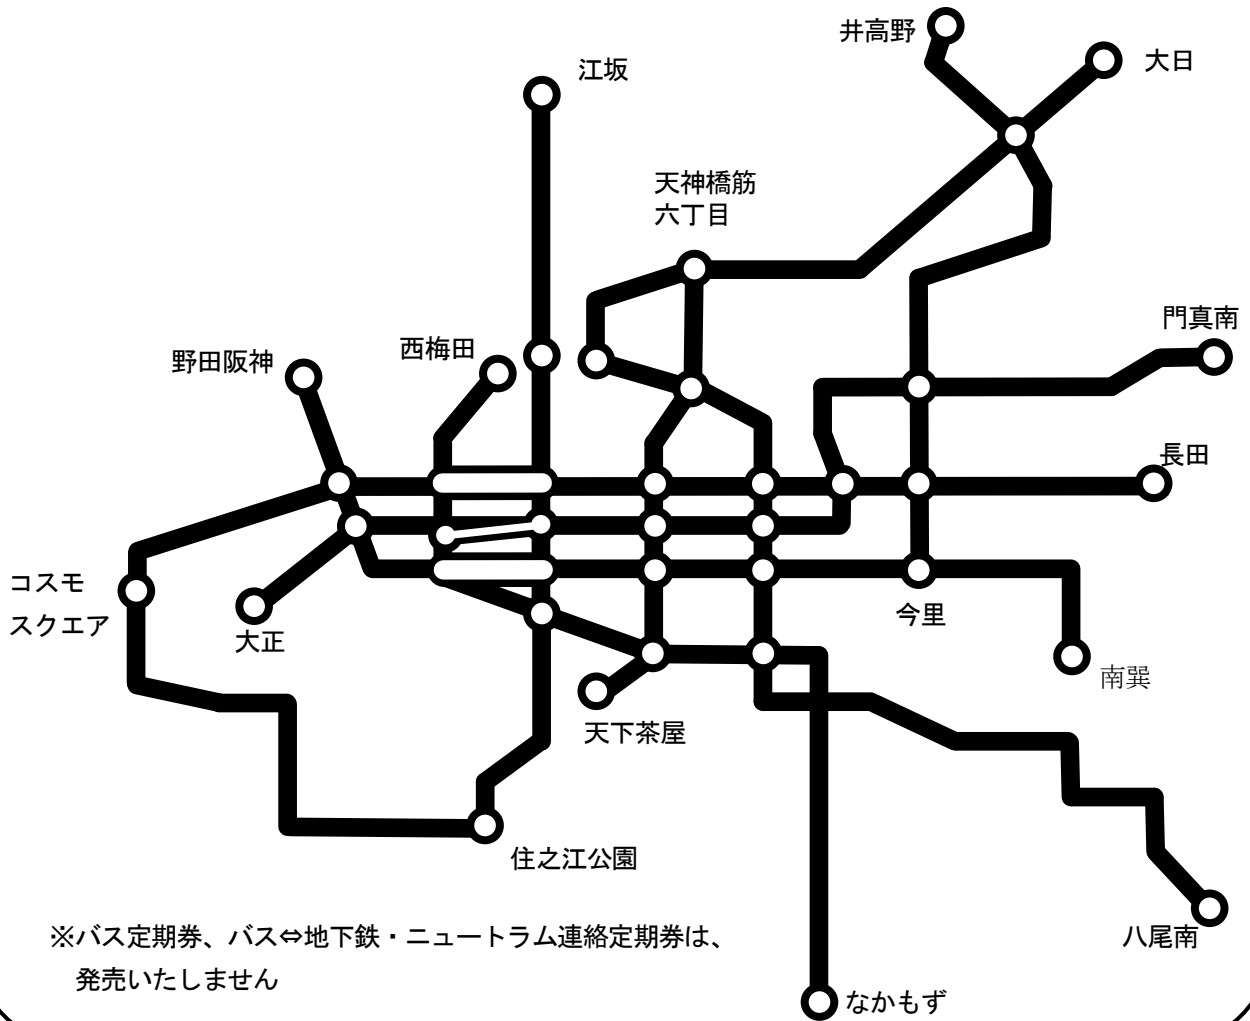 井高野
大日
江坂
天神橋筋
六丁目
門真南
西梅田
野田阪神
長田
コスモ
スクエア
大正
今里
南巽
天下茶屋
住之江公園
八尾南
※バス定期券、バス⇔地下鉄・ニュートラム連絡定期券は、
発売いたしません
なかもず